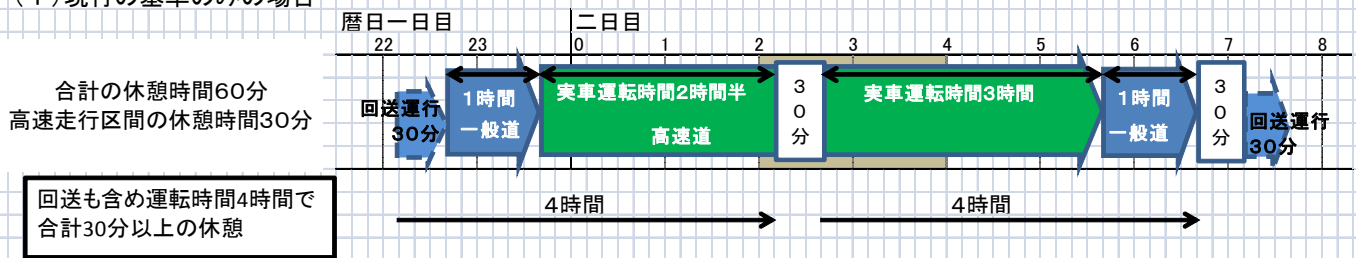 (1)現行の基準のみの場合
暦日一日目
二日目
22 23 0 1 2 3 4 5 6 7 8
合計の休憩時間60分
高速走行区間の休憩時間30分
回送運行
30分
1時間
一般道
実車運転時間2時間半
高速道
30分
実車運転時間3時間
1時間
一般道
30分
回送運行
30分
回送も含め運転時間4時間で
合計30分以上の休憩
4時間
4時間